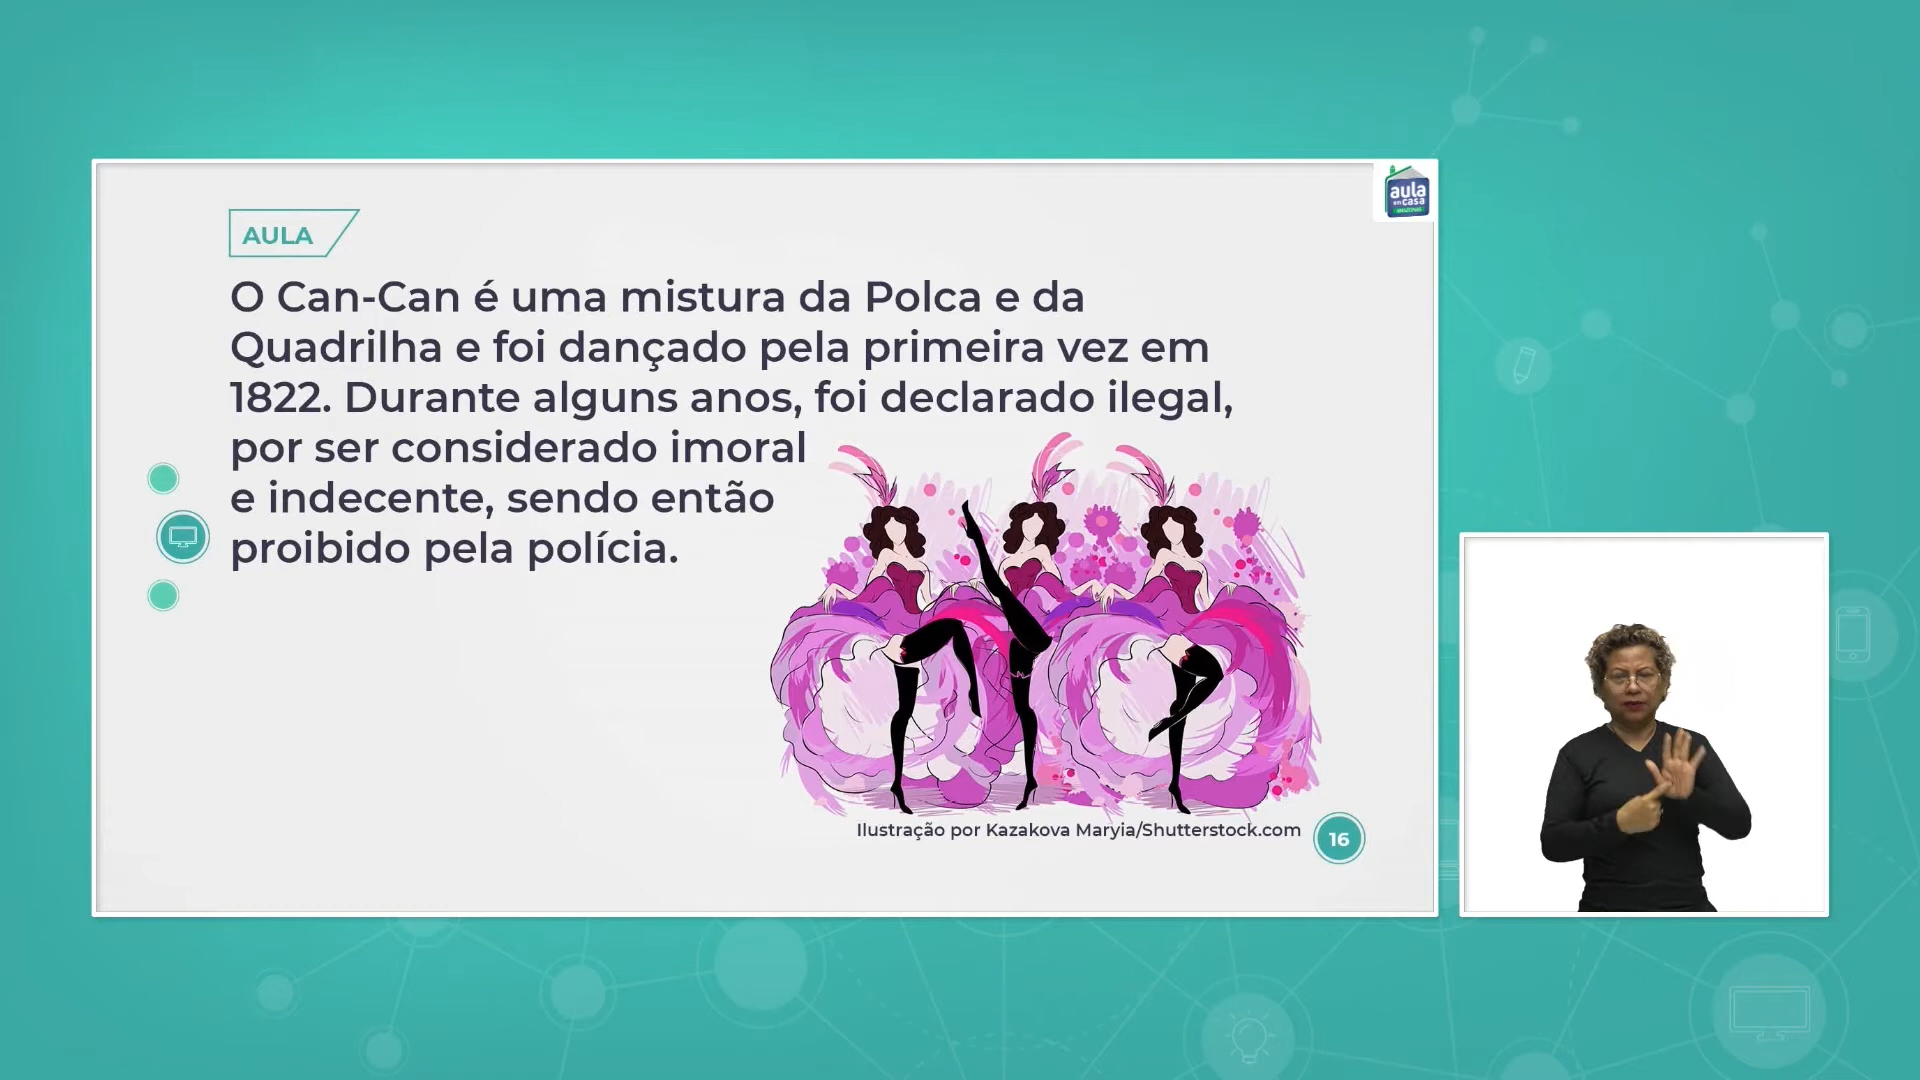 aula
em casa
AULA
O Can-Can é uma mistura da Polca e da
Quadrilha e foi dançado pela primeira vez em
1822. Durante alguns anos, foi declarado ilegal,
por ser considerado imoral
e indecente, sendo então
proibido pela polícia.
Ilustração por Kazakova Maryia/Shutterstock.com
16